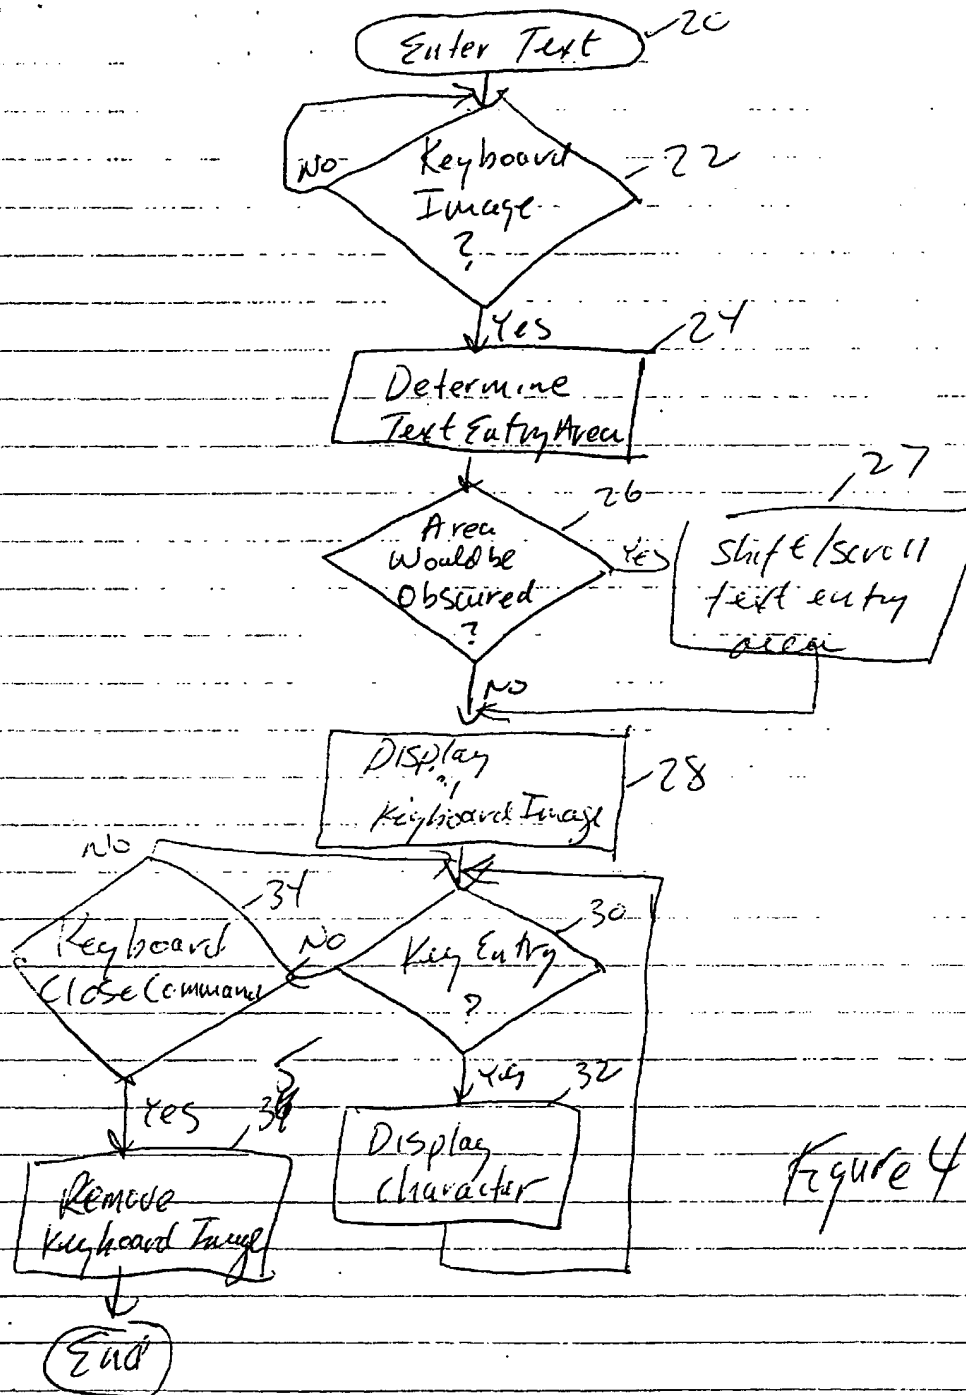 Enter Text
20
Keyboard
Image
?
22
No
Yes
24
Determine
Text Entry Area
26
Area
Would be
Obscured
?
Yes
27
Shift/scroll
text entry
area
No
Display
Keyboard Image
28
No
34
Keyboard
Close Command
No
30
Key Entry
?
Yes
32
Display
character
Yes
Remove
Keyboard Image
End
Figure 4